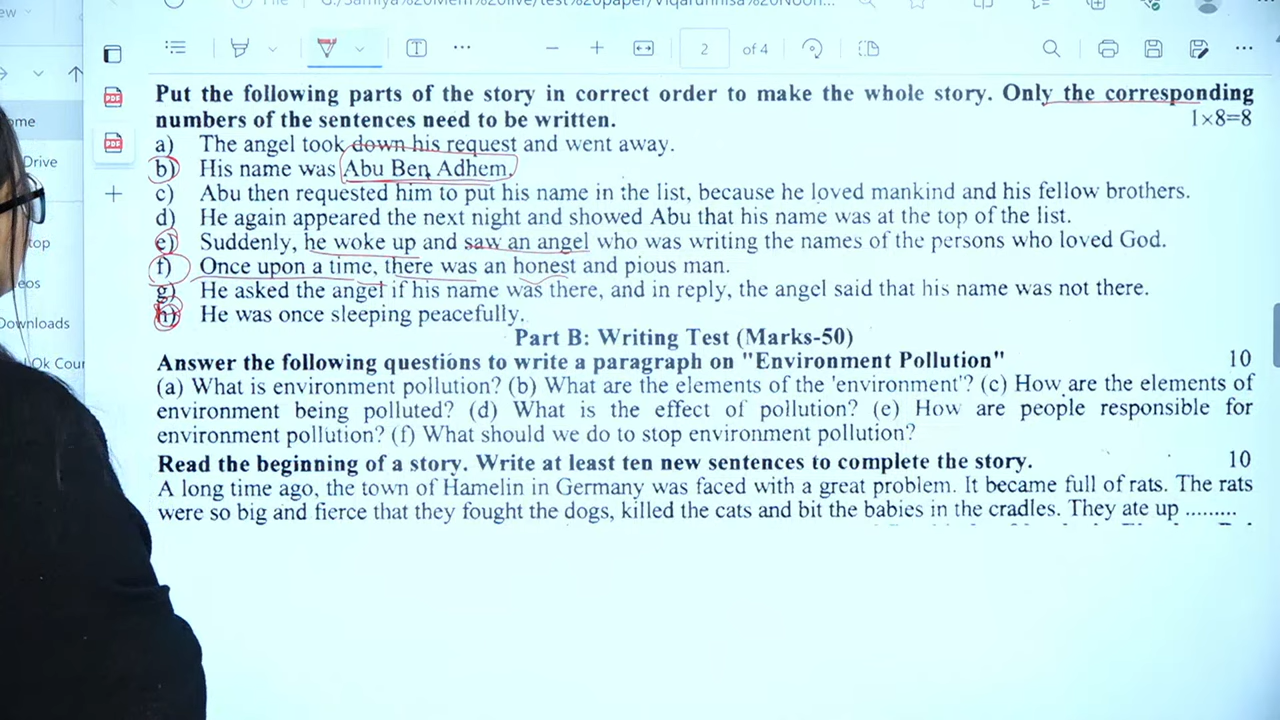 2 of 4
Put the following parts of the story in correct order to make the whole story. Only the corresponding
numbers of the sentences need to be written. 1×8=8
a) The angel took down his request and went away.
b) His name was Abu Ben Adhem.
c) Abu then requested him to put his name in the list, because he loved mankind and his fellow brothers.
d) He again appeared the next night and showed Abu that his name was at the top of the list.
e) Suddenly, he woke up and saw an angel who was writing the names of the persons who loved God.
f) Once upon a time, there was an honest and pious man.
g) He asked the angel if his name was there, and in reply, the angel said that his name was not there.
h) He was once sleeping peacefully.
Part B: Writing Test (Marks-50)
Answer the following questions to write a paragraph on "Environment Pollution" 10
(a) What is environment pollution? (b) What are the elements of the 'environment'? (c) How are the elements of
environment being polluted? (d) What is the effect of pollution? (e) How are people responsible for
environment pollution? (f) What should we do to stop environment pollution?
Read the beginning of a story. Write at least ten new sentences to complete the story. 10
A long time ago, the town of Hamelin in Germany was faced with a great problem. It became full of rats. The rats
were so big and fierce that they fought the dogs, killed the cats and bit the babies in the cradles. They ate up .........
ome
Drive
top
eos
Downloads
Ok Cour
PDF
PDF